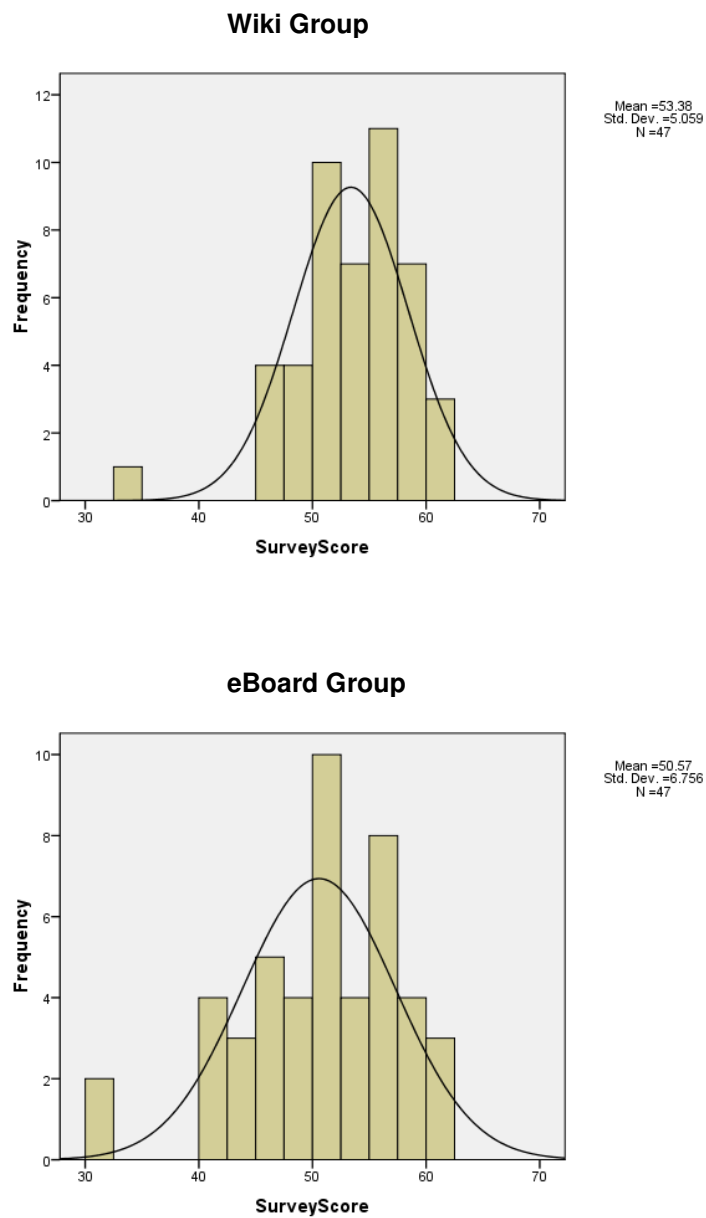 Wiki Group
Mean =53.38
Std. Dev. =5.059
N =47
12
10
8
6
4
2
0
Frequency
30 40 50 60 70
SurveyScore
eBoard Group
Mean =50.57
Std. Dev. =6.756
N =47
10
8
6
4
2
0
Frequency
30 40 50 60 70
SurveyScore